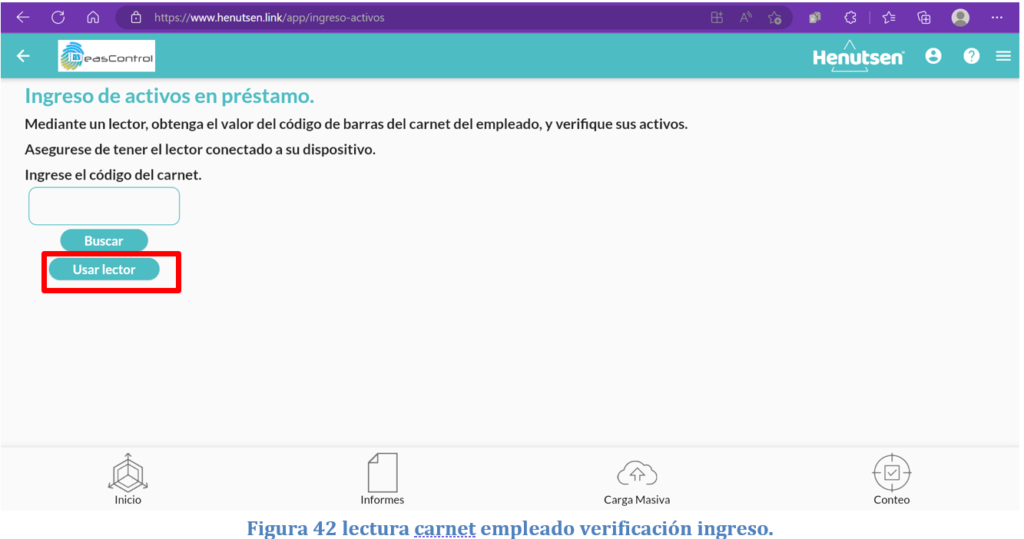 https://www.henutsen.link/app/ingreso-activos
easControl
Henutsen
Ingreso de activos en préstamo.
Mediante un lector, obtenga el valor del código de barras del carnet del empleado, y verifique sus activos.
Asegurese de tener el lector conectado a su dispositivo.
Ingrese el código del carnet.
Buscar
Usar lector
Inicio
Informes
Carga Masiva
Conteo
Figura 42 lectura carnet empleado verificación ingreso.